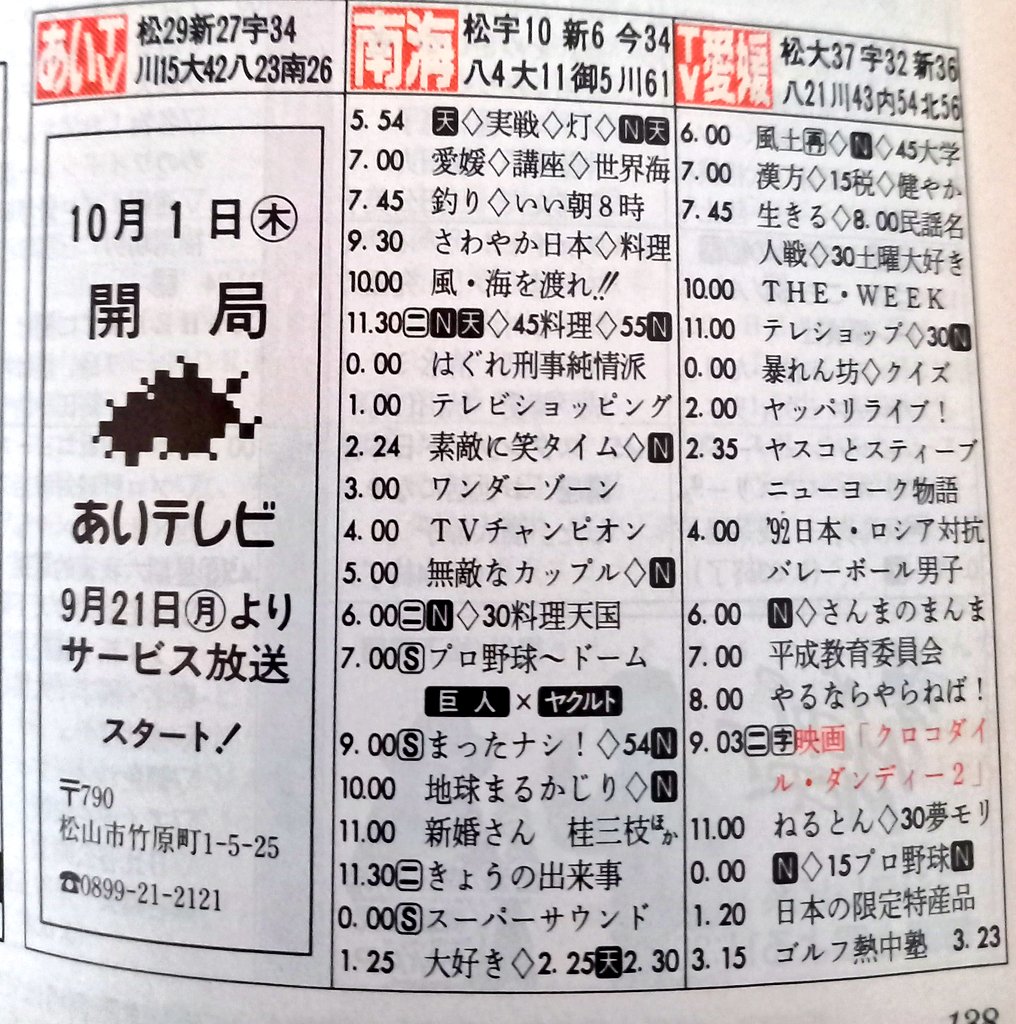 あいTV
松29新27字34
川15大42八23南26
10月1日㊍
開局
あいテレビ
9月21日㊊より
サービス放送
スタート!
〒790
松山市竹原町1-5-25
☎0899-21-2121
南海
松字10 新6 今34
八4 大11 御5 川61
5.54 天◇実戦◇灯◇N天
7.00 愛媛◇講座◇世界海
7.45 釣り◇いい朝8時
9.30 さわやか日本◇料理
10.00 風・海を渡れ!!
11.30 二N天◇45料理◇55N
0.00 はぐれ刑事純情派
1.00 テレビショッピング
2.24 素敵に笑タイム◇N
3.00 ワンダーゾーン
4.00 TVチャンピオン
5.00 無敵なカップル◇N
6.00 二N◇30料理天国
7.00 Sプロ野球〜ドーム
巨人×ヤクルト
9.00 Sまったナシ!◇54N
10.00 地球まるかじり◇N
11.00 新婚さん 桂三枝ほか
11.30 二きょうの出来事
0.00 Sスーパーサウンド
1.25 大好き◇2.25天2.30
TV愛媛
松大37字32新36
八21川43内54北56
6.00 風土再◇N◇45大学
7.00 漢方◇15税◇健やか
7.45 生きる◇8.00民謡名
人戦◇30土曜大好き
10.00 THE・WEEK
11.00 テレショップ◇30N
0.00 暴れん坊◇クイズ
2.00 ヤッパリライブ!
2.35 ヤスコとスティーブ
ニューヨーク物語
4.00 '92日本・ロシア対抗
バレーボール男子
6.00 N◇さんまのまんま
7.00 平成教育委員会
8.00 やるならやらねば!
9.03 二字映画「クロコダイ
ル・ダンディー2」
11.00 ねるとん◇30夢モリ
0.00 N◇15プロ野球N
1.20 日本の限定特産品
3.15 ゴルフ熱中塾 3.23
138